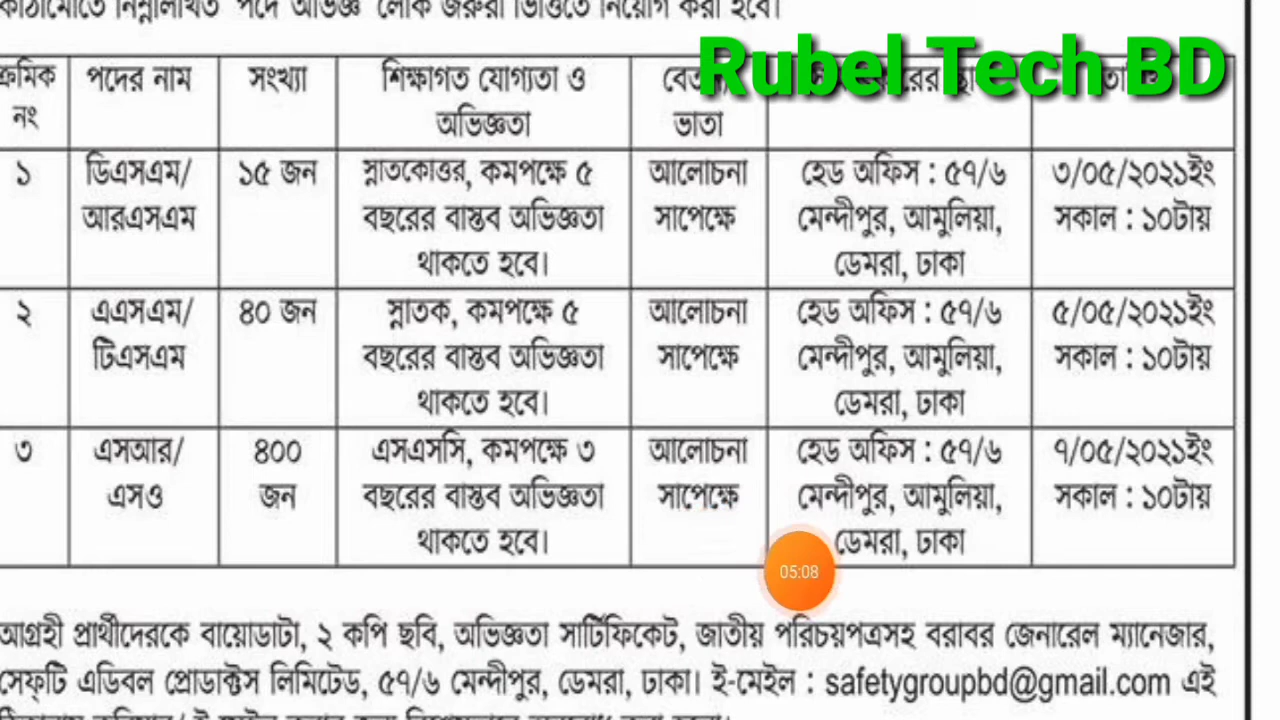 কাঠামোতে নিম্নলিখিত পদে অভিজ্ঞ লোক জরুরী ভিত্তিতে নিয়োগ করা হবে।
Rubel Tech BD
ক্রমিক নং পদের নাম সংখ্যা শিক্ষাগত যোগ্যতা ও অভিজ্ঞতা ভাতা
১ ডিএসএম/ ১৫ জন স্নাতকোত্তর, কমপক্ষে ৫ আলোচনা হেড অফিস : ৫৭/৬ ৩/০৫/২০২১ইং
আরএসএম বছরের বাস্তব অভিজ্ঞতা সাপেক্ষে মেন্দীপুর, আমুলিয়া, সকাল : ১০টায়
থাকতে হবে। ডেমরা, ঢাকা
২ এএসএম/ ৪০ জন স্নাতক, কমপক্ষে ৫ আলোচনা হেড অফিস : ৫৭/৬ ৫/০৫/২০২১ইং
টিএসএম বছরের বাস্তব অভিজ্ঞতা সাপেক্ষে মেন্দীপুর, আমুলিয়া, সকাল : ১০টায়
থাকতে হবে। ডেমরা, ঢাকা
৩ এসআর/ ৪০০ এসএসসি, কমপক্ষে ৩ আলোচনা হেড অফিস : ৫৭/৬ ৭/০৫/২০২১ইং
এসও জন বছরের বাস্তব অভিজ্ঞতা সাপেক্ষে মেন্দীপুর, আমুলিয়া, সকাল : ১০টায়
থাকতে হবে। ডেমরা, ঢাকা
05:08
আগ্রহী প্রার্থীদেরকে বায়োডাটা, ২ কপি ছবি, অভিজ্ঞতা সার্টিফিকেট, জাতীয় পরিচয়পত্রসহ বরাবর জেনারেল ম্যানেজার,
সেফ্‌টি এডিবল প্রোডাক্টস লিমিটেড, ৫৭/৬ মেন্দীপুর, ডেমরা, ঢাকা। ই-মেইল : safetygroupbd@gmail.com এই